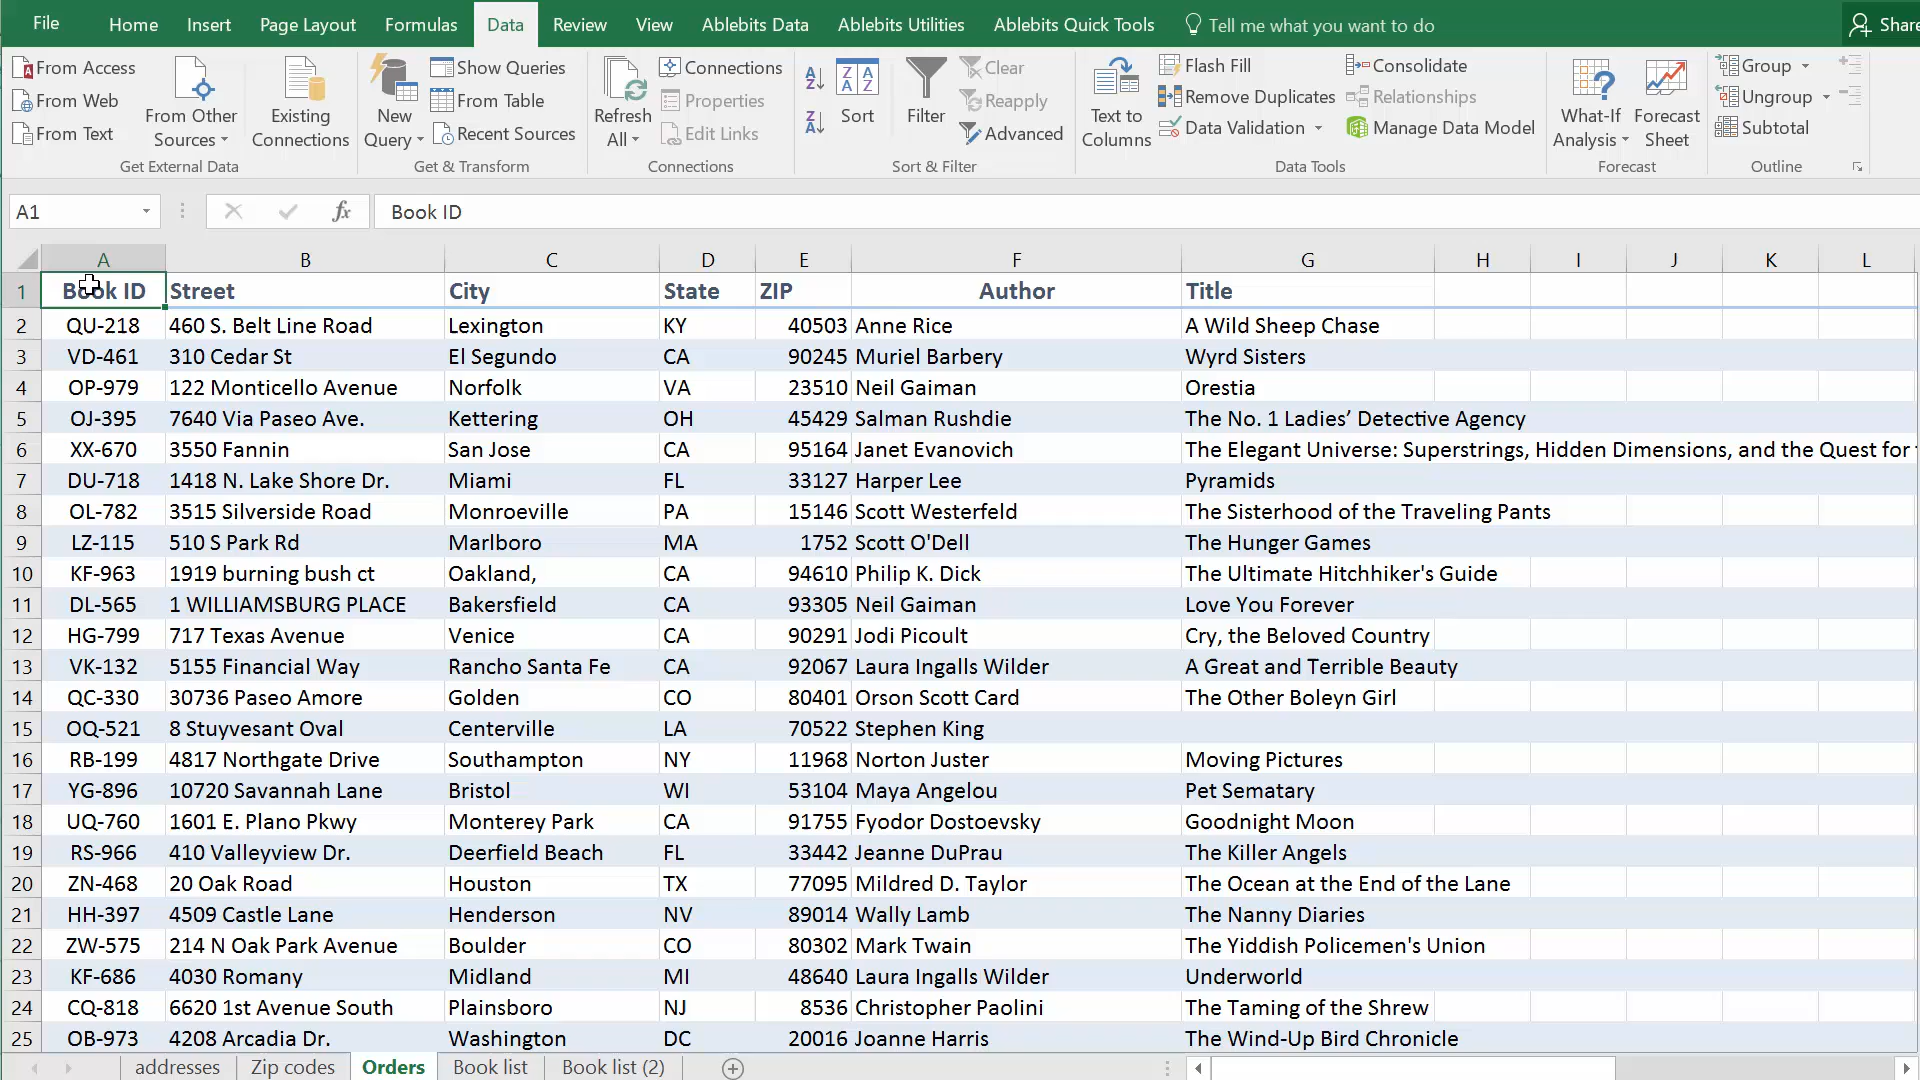 File Home Insert Page Layout Formulas Data Review View Ablebits Data Ablebits Utilities Ablebits Quick Tools Tell me what you want to do Share
From Access
From Web
From Text
From Other Sources
Existing Connections
Get External Data
New Query
Show Queries
From Table
Recent Sources
Get & Transform
Refresh All
Connections
Properties
Edit Links
Connections
Sort
Filter
Clear
Reapply
Advanced
Sort & Filter
Text to Columns
Flash Fill
Remove Duplicates
Data Validation
Consolidate
Relationships
Manage Data Model
Data Tools
What-If Analysis
Forecast Sheet
Forecast
Group
Ungroup
Subtotal
Outline
A1 fx Book ID
A B C D E F G H I J K L
1 Book ID Street City State ZIP Author Title
2 QU-218 460 S. Belt Line Road Lexington KY 40503 Anne Rice A Wild Sheep Chase
3 VD-461 310 Cedar St El Segundo CA 90245 Muriel Barbery Wyrd Sisters
4 OP-979 122 Monticello Avenue Norfolk VA 23510 Neil Gaiman Orestia
5 OJ-395 7640 Via Paseo Ave. Kettering OH 45429 Salman Rushdie The No. 1 Ladies’ Detective Agency
6 XX-670 3550 Fannin San Jose CA 95164 Janet Evanovich The Elegant Universe: Superstrings, Hidden Dimensions, and the Quest for
7 DU-718 1418 N. Lake Shore Dr. Miami FL 33127 Harper Lee Pyramids
8 OL-782 3515 Silverside Road Monroeville PA 15146 Scott Westerfeld The Sisterhood of the Traveling Pants
9 LZ-115 510 S Park Rd Marlboro MA 1752 Scott O'Dell The Hunger Games
10 KF-963 1919 burning bush ct Oakland, CA 94610 Philip K. Dick The Ultimate Hitchhiker's Guide
11 DL-565 1 WILLIAMSBURG PLACE Bakersfield CA 93305 Neil Gaiman Love You Forever
12 HG-799 717 Texas Avenue Venice CA 90291 Jodi Picoult Cry, the Beloved Country
13 VK-132 5155 Financial Way Rancho Santa Fe CA 92067 Laura Ingalls Wilder A Great and Terrible Beauty
14 QC-330 30736 Paseo Amore Golden CO 80401 Orson Scott Card The Other Boleyn Girl
15 OQ-521 8 Stuyvesant Oval Centerville LA 70522 Stephen King
16 RB-199 4817 Northgate Drive Southampton NY 11968 Norton Juster Moving Pictures
17 YG-896 10720 Savannah Lane Bristol WI 53104 Maya Angelou Pet Sematary
18 UQ-760 1601 E. Plano Pkwy Monterey Park CA 91755 Fyodor Dostoevsky Goodnight Moon
19 RS-966 410 Valleyview Dr. Deerfield Beach FL 33442 Jeanne DuPrau The Killer Angels
20 ZN-468 20 Oak Road Houston TX 77095 Mildred D. Taylor The Ocean at the End of the Lane
21 HH-397 4509 Castle Lane Henderson NV 89014 Wally Lamb The Nanny Diaries
22 ZW-575 214 N Oak Park Avenue Boulder CO 80302 Mark Twain The Yiddish Policemen's Union
23 KF-686 4030 Romany Midland MI 48640 Laura Ingalls Wilder Underworld
24 CQ-818 6620 1st Avenue South Plainsboro NJ 8536 Christopher Paolini The Taming of the Shrew
25 OB-973 4208 Arcadia Dr. Washington DC 20016 Joanne Harris The Wind-Up Bird Chronicle
addresses Zip codes Orders Book list Book list (2)